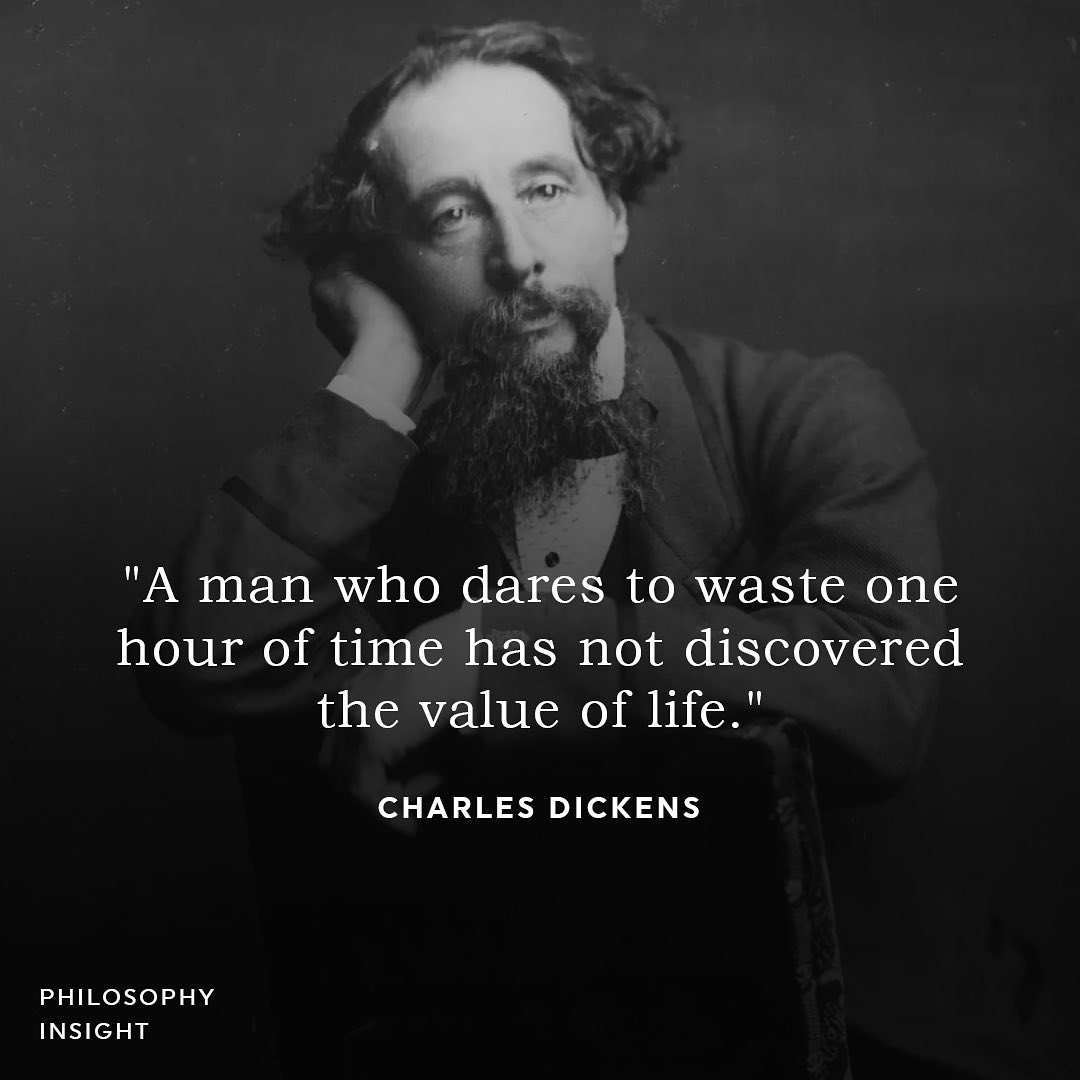 "A man who dares to waste one
hour of time has not discovered
the value of life."
CHARLES DICKENS
PHILOSOPHY
INSIGHT